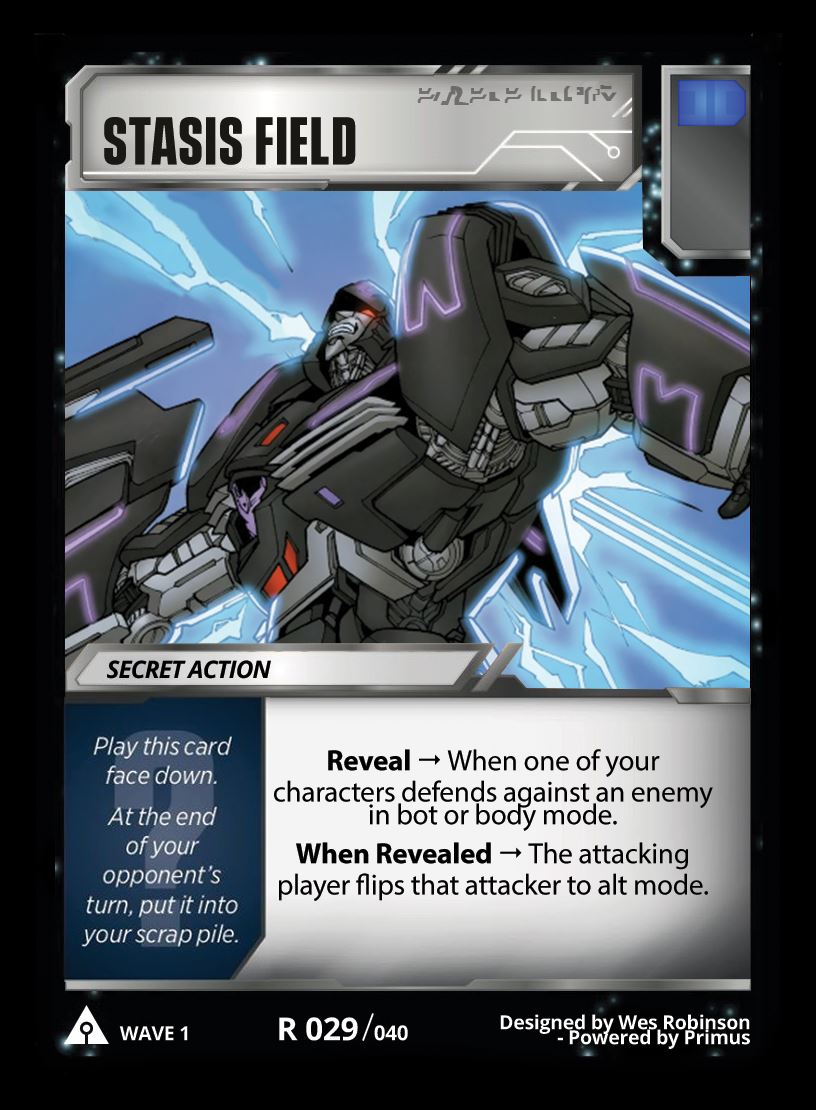 STASIS FIELD
SECRET ACTION
Play this card
face down.
At the end
of your
opponent's
turn, put it into
your scrap pile.
Reveal → When one of your
characters defends against an enemy
in bot or body mode.
When Revealed → The attacking
player flips that attacker to alt mode.
WAVE 1
R 029/040
Designed by Wes Robinson
- Powered by Primus